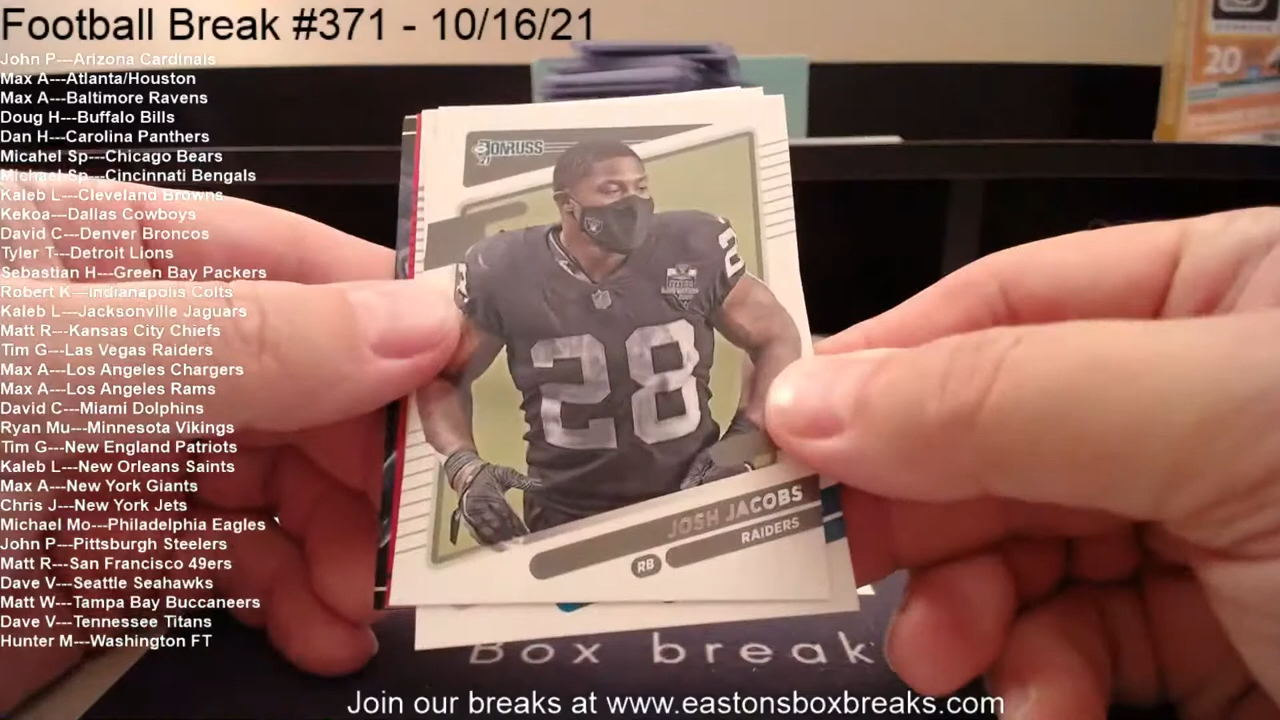 Football Break #371 - 10/16/21
John P---Arizona Cardinals
Max A---Atlanta/Houston
Max A---Baltimore Ravens
Doug H---Buffalo Bills
Dan H---Carolina Panthers
Micahel Sp---Chicago Bears
Michael Sp---Cincinnati Bengals
Kaleb L---Cleveland Browns
Kekoa---Dallas Cowboys
David C---Denver Broncos
Tyler T---Detroit Lions
Sebastian H---Green Bay Packers
Robert K---Indianapolis Colts
Kaleb L---Jacksonville Jaguars
Matt R---Kansas City Chiefs
Tim G---Las Vegas Raiders
Max A---Los Angeles Chargers
Max A---Los Angeles Rams
David C---Miami Dolphins
Ryan Mu---Minnesota Vikings
Tim G---New England Patriots
Kaleb L---New Orleans Saints
Max A---New York Giants
Chris J---New York Jets
Michael Mo---Philadelphia Eagles
John P---Pittsburgh Steelers
Matt R---San Francisco 49ers
Dave V---Seattle Seahawks
Matt W---Tampa Bay Buccaneers
Dave V---Tennessee Titans
Hunter M---Washington FT
20
DONRUSS
21
2
28
JOSH JACOBS
RAIDERS
RB
Box break
Join our breaks at www.eastonsboxbreaks.com